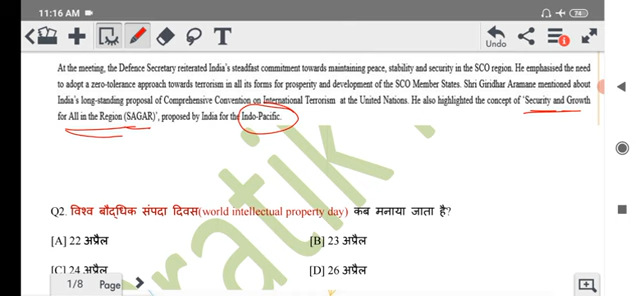 11:16 AM
74
Undo
At the meeting, the Defence Secretary reiterated India's steadfast commitment towards maintaining peace, stability and security in the SCO region. He emphasised the need
to adopt a zero-tolerance approach towards terrorism in all its forms for prosperity and development of the SCO Member States. Shri Giridhar Aramane mentioned about
India's long-standing proposal of Comprehensive Convention on International Terrorism at the United Nations. He also highlighted the concept of 'Security and Growth
for All in the Region (SAGAR)', proposed by India for the Indo-Pacific.
Q2. विश्व बौद्धिक संपदा दिवस(world intellectual property day) कब मनाया जाता है?
[A] 22 अप्रैल
[B] 23 अप्रैल
[C] 24 अप्रैल
[D] 26 अप्रैल
1/8 Page
ratik